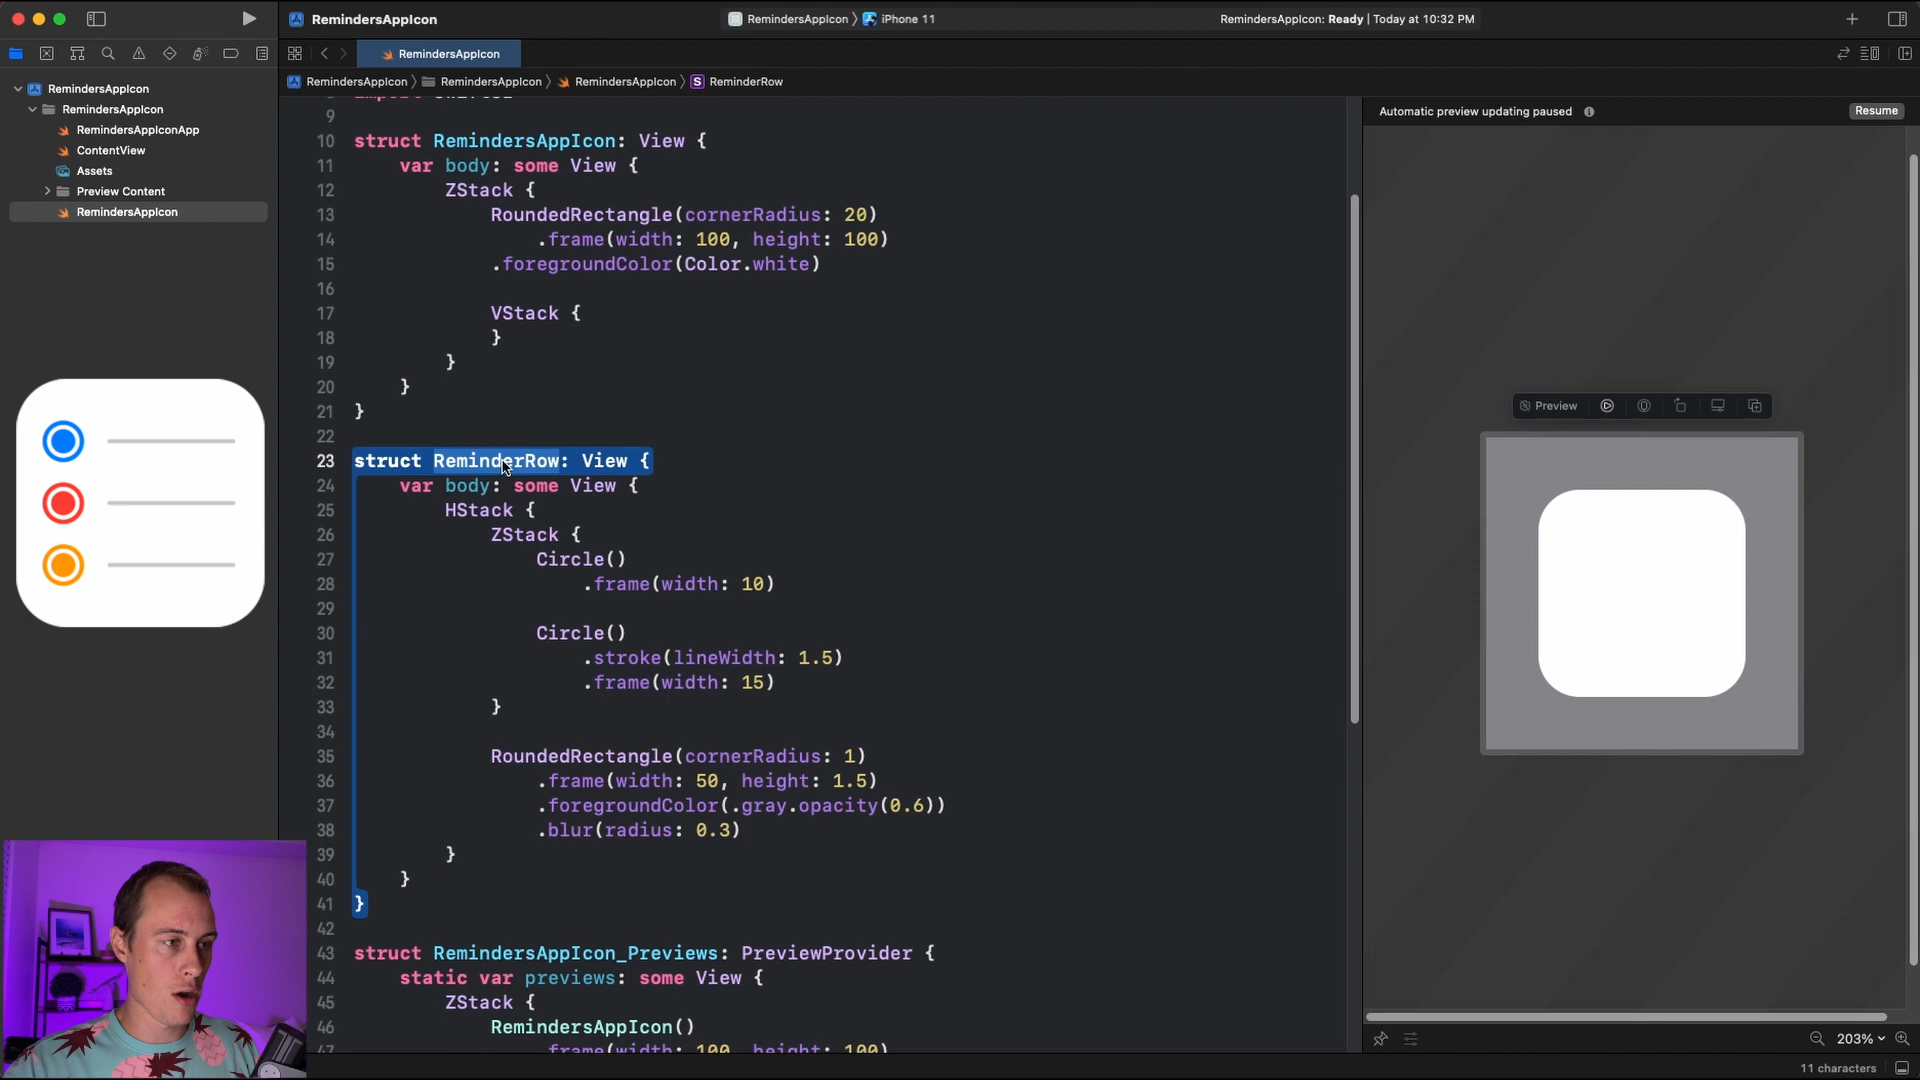 RemindersAppIcon
RemindersAppIcon
iPhone 11
RemindersAppIcon: Ready | Today at 10:32 PM
RemindersAppIcon
RemindersAppIcon
RemindersAppIcon
RemindersAppIcon
ReminderRow
RemindersAppIcon
RemindersAppIcon
RemindersAppIconApp
ContentView
Assets
Preview Content
RemindersAppIcon
9
10 struct RemindersAppIcon: View {
11 var body: some View {
12 ZStack {
13 RoundedRectangle(cornerRadius: 20)
14 .frame(width: 100, height: 100)
15 .foregroundColor(Color.white)
16
17 VStack {
18 }
19 }
20 }
21 }
22
23 struct ReminderRow: View {
24 var body: some View {
25 HStack {
26 ZStack {
27 Circle()
28 .frame(width: 10)
29
30 Circle()
31 .stroke(lineWidth: 1.5)
32 .frame(width: 15)
33 }
34
35 RoundedRectangle(cornerRadius: 1)
36 .frame(width: 50, height: 1.5)
37 .foregroundColor(.gray.opacity(0.6))
38 .blur(radius: 0.3)
39 }
40 }
41 }
42
43 struct RemindersAppIcon_Previews: PreviewProvider {
44 static var previews: some View {
45 ZStack {
46 RemindersAppIcon()
47 .frame(width: 100, height: 100)
Automatic preview updating paused
Resume
Preview
203%
11 characters